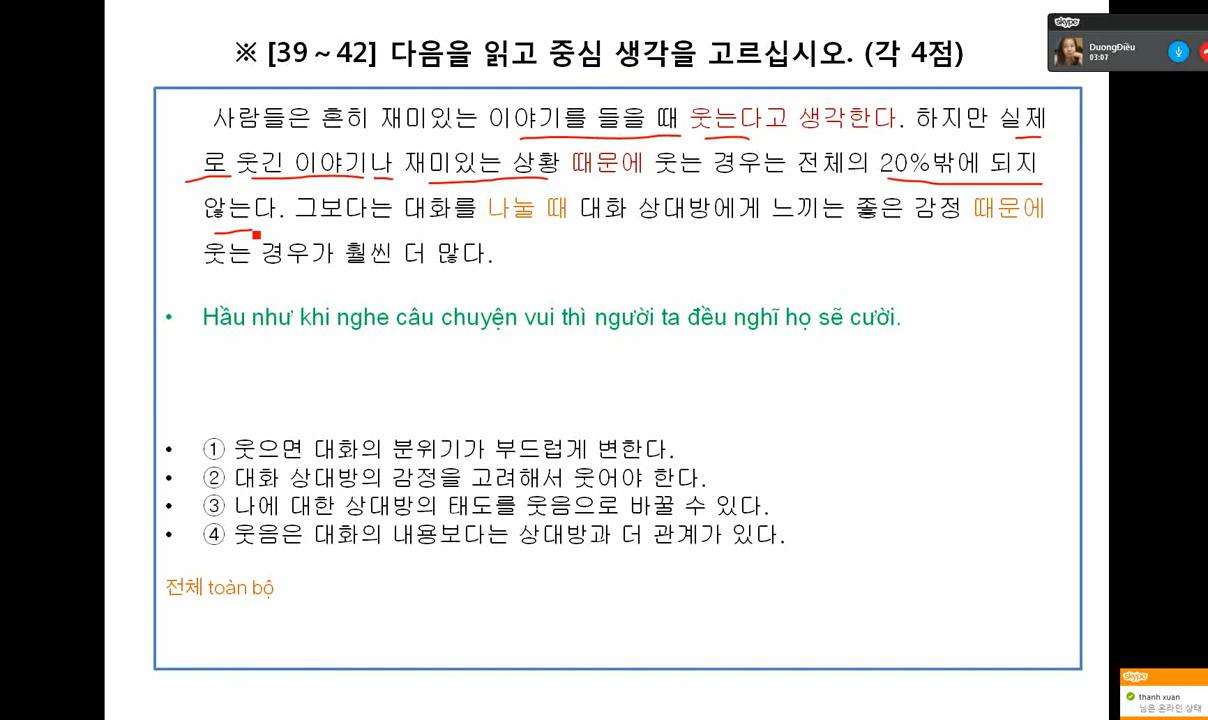 ※ [39～42] 다음을 읽고 중심 생각을 고르십시오. (각 4점)
skype
DuongĐiều
03:07
사람들은 흔히 재미있는 이야기를 들을 때 웃는다고 생각한다. 하지만 실제
로 웃긴 이야기나 재미있는 상황 때문에 웃는 경우는 전체의 20%밖에 되지
않는다. 그보다는 대화를 나눌 때 대화 상대방에게 느끼는 좋은 감정 때문에
웃는 경우가 훨씬 더 많다.
• Hầu như khi nghe câu chuyện vui thì người ta đều nghĩ họ sẽ cười.
• ① 웃으면 대화의 분위기가 부드럽게 변한다.
• ② 대화 상대방의 감정을 고려해서 웃어야 한다.
• ③ 나에 대한 상대방의 태도를 웃음으로 바꿀 수 있다.
• ④ 웃음은 대화의 내용보다는 상대방과 더 관계가 있다.
전체 toàn bộ
skype
thanh xuan
님은 온라인 상태